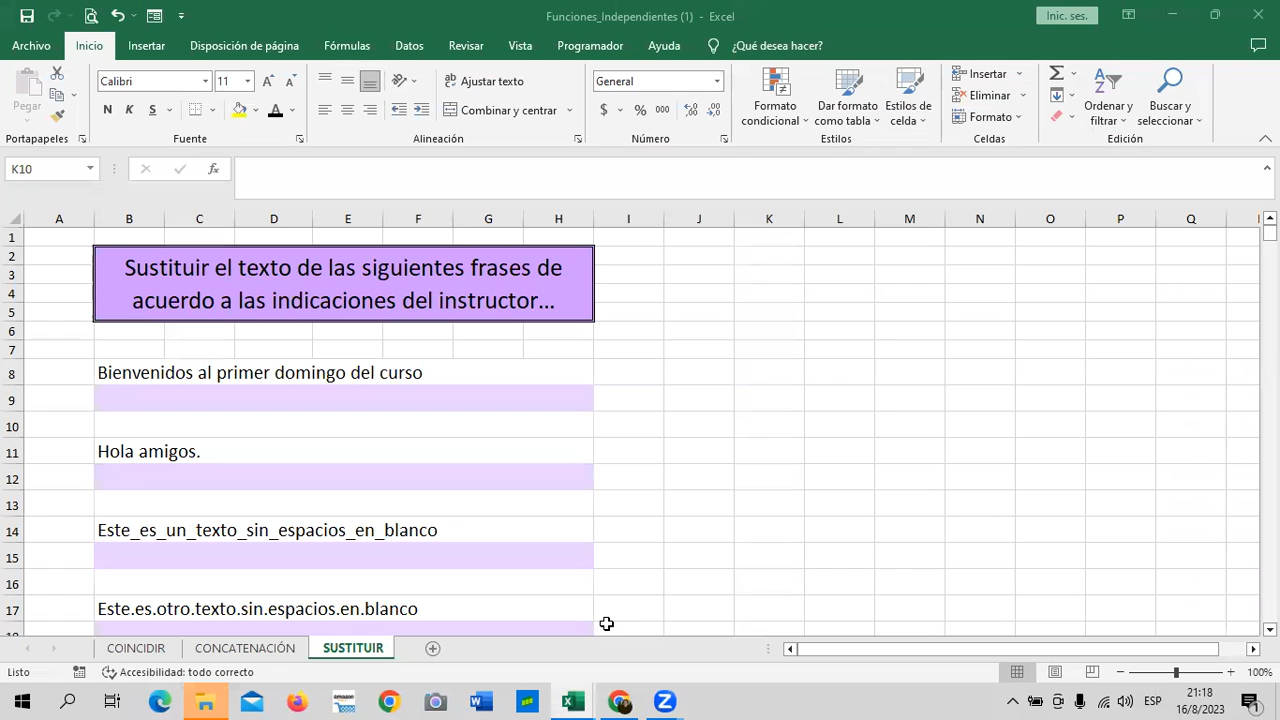 Funciones_Independientes (1) - Excel
Inic. ses.
Archivo Inicio Insertar Disposición de página Fórmulas Datos Revisar Vista Programador Ayuda ¿Qué desea hacer?
Pegar
Calibri 11
N K S
Ajustar texto
Combinar y centrar
General
$ % 000
Formato condicional
Dar formato como tabla
Estilos de celda
Insertar
Eliminar
Formato
Ordenar y filtrar
Buscar y seleccionar
Portapapeles Fuente Alineación Número Estilos Celdas Edición
K10
fx
A B C D E F G H I J K L M N O P Q
1
2
3
4
5
6
7
8
9
10
11
12
13
14
15
16
17
Sustituir el texto de las siguientes frases de
acuerdo a las indicaciones del instructor...
Bienvenidos al primer domingo del curso
Hola amigos.
Este_es_un_texto_sin_espacios_en_blanco
Este.es.otro.texto.sin.espacios.en.blanco
COINCIDIR CONCATENACIÓN SUSTITUIR
Listo Accesibilidad: todo correcto 100%
ESP
21:18
16/8/2023